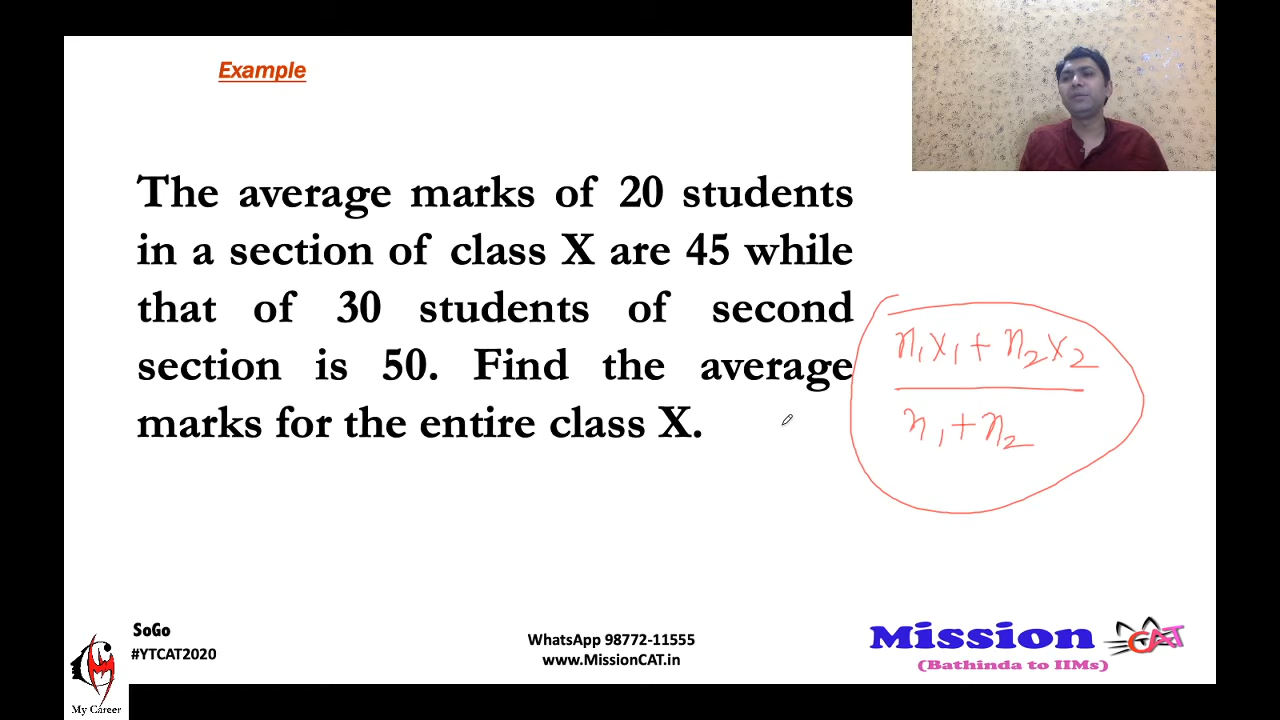 Example
The average marks of 20 students
in a section of class X are 45 while
that of 30 students of second
section is 50. Find the average
marks for the entire class X.
n₁x₁ + n₂x₂
n₁ + n₂
SoGo
#YTCAT2020
My Career
WhatsApp 98772-11555
www.MissionCAT.in
Mission CAT
(Bathinda to IIMs)